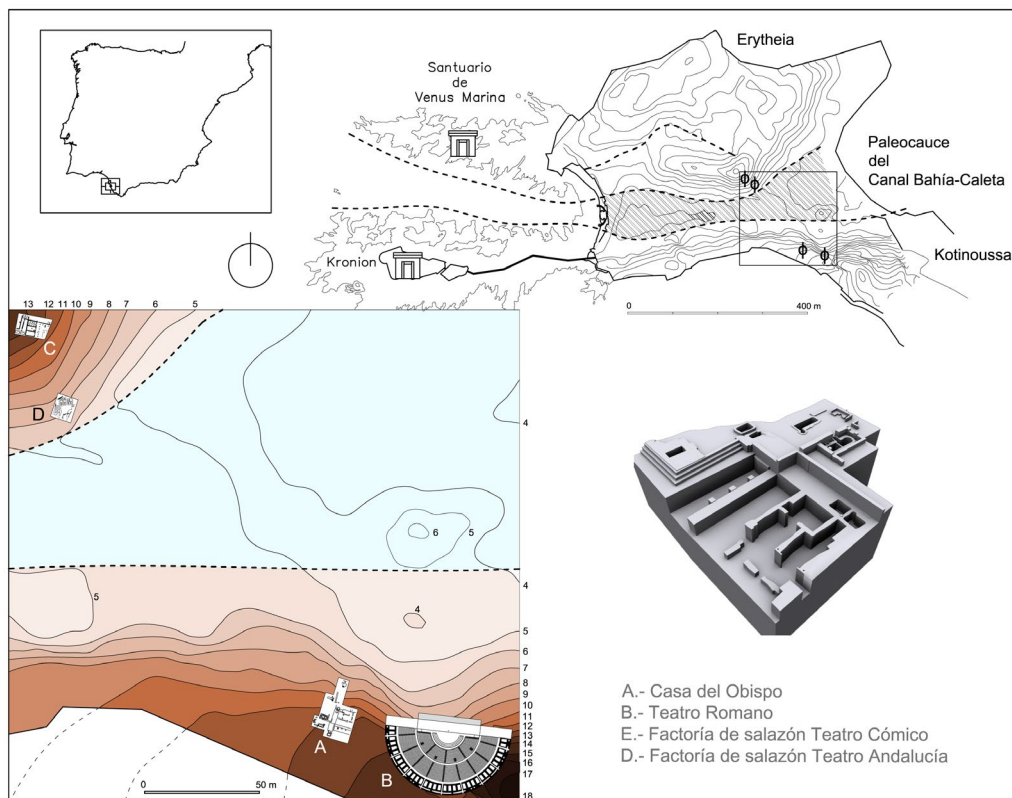 Erytheia
Santuario
de
Venus Marina
Paleocauce
del
Canal Bahía-Caleta
Kotinoussa
Kronion
0 400 m
13 12 11 10 9 8 7 6 5
C
D
4
6 5
5
4
4
5
6
7
8
9
10
11
12
13
14
15
16
17
18
A
B
0 50 m
A.- Casa del Obispo
B.- Teatro Romano
E.- Factoría de salazón Teatro Cómico
D.- Factoría de salazón Teatro Andalucía